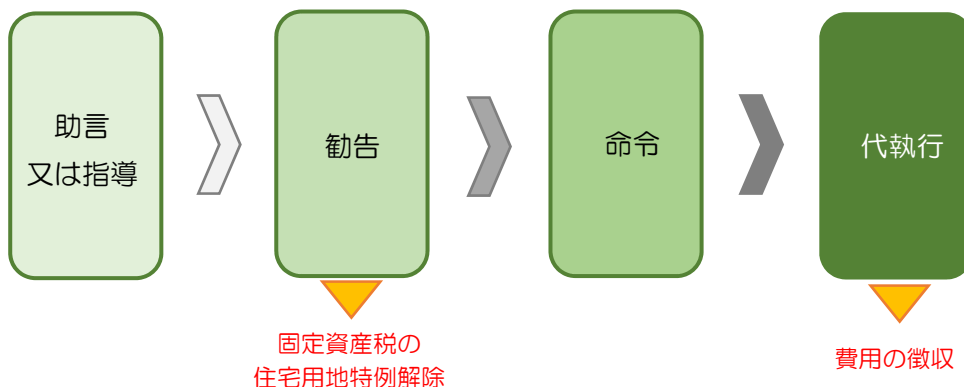 助言
又は指導
勧告
命令
代執行
固定資産税の
住宅用地特例解除
費用の徴収